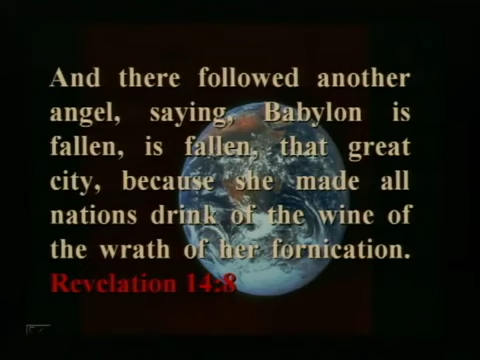 And there followed another
angel, saying, Babylon is
fallen, is fallen, that great
city, because she made all
nations drink of the wine of
the wrath of her fornication.
Revelation 14:8